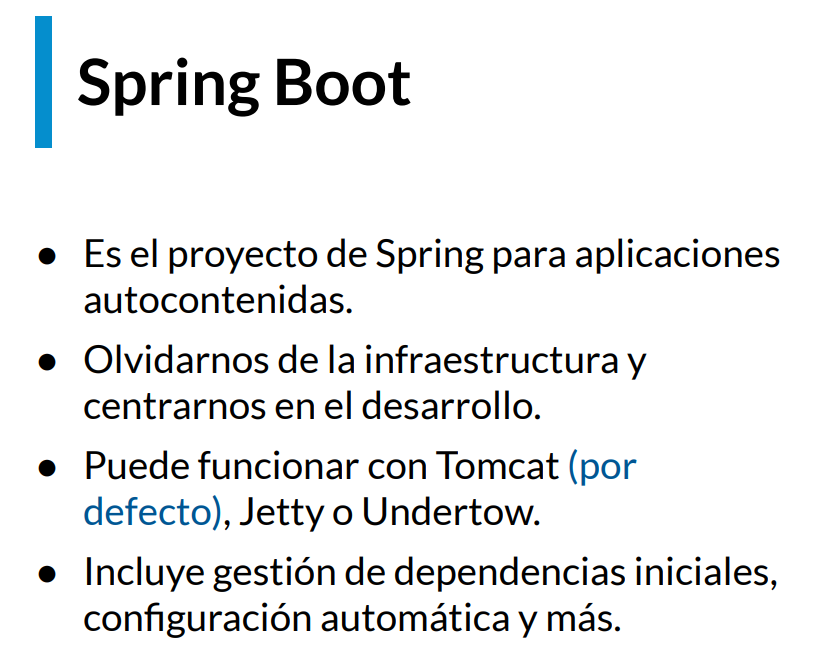 Spring Boot
● Es el proyecto de Spring para aplicaciones
autocontenidas.
● Olvidarnos de la infraestructura y
centrarnos en el desarrollo.
● Puede funcionar con Tomcat (por
defecto), Jetty o Undertow.
● Incluye gestión de dependencias iniciales,
configuración automática y más.